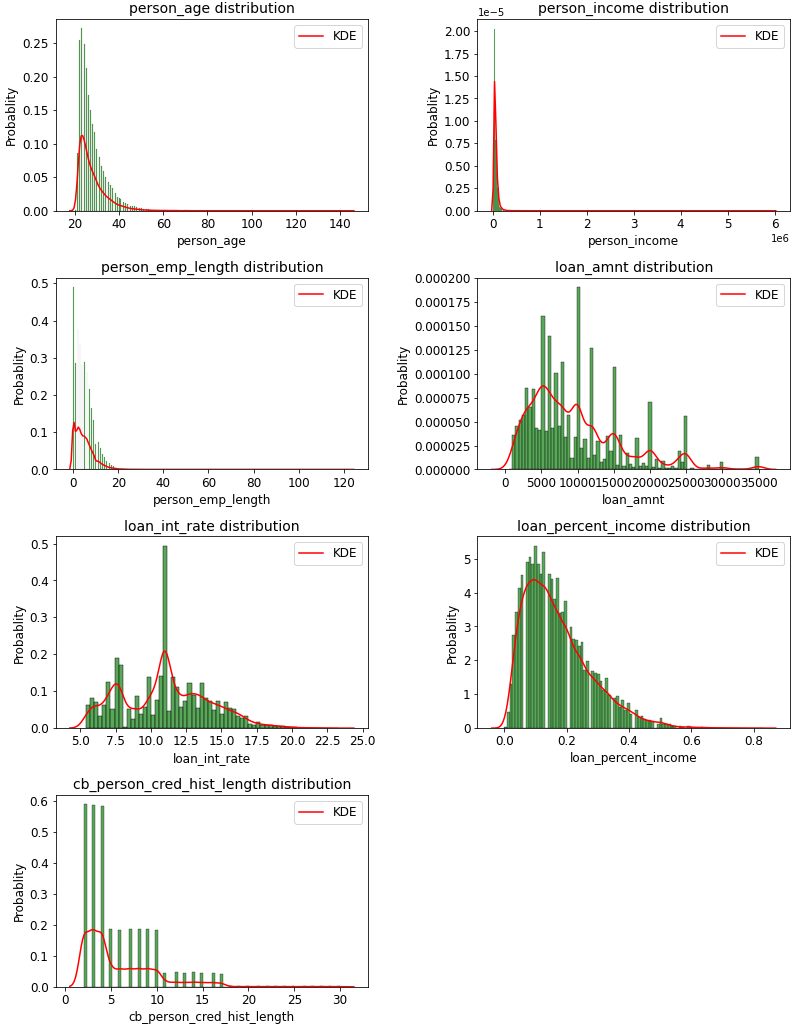 person_age distribution
KDE
Probablity
0.25
0.20
0.15
0.10
0.05
0.00
20 40 60 80 100 120 140
person_age
person_income distribution
1e−5
KDE
Probablity
2.00
1.75
1.50
1.25
1.00
0.75
0.50
0.25
0.00
0 1 2 3 4 5 6
1e6
person_income
person_emp_length distribution
KDE
Probablity
0.5
0.4
0.3
0.2
0.1
0.0
0 20 40 60 80 100 120
person_emp_length
loan_amnt distribution
KDE
Probablity
0.000200
0.000175
0.000150
0.000125
0.000100
0.000075
0.000050
0.000025
0.000000
0 5000 10000 15000 20000 25000 30000 35000
loan_amnt
loan_int_rate distribution
KDE
Probablity
0.5
0.4
0.3
0.2
0.1
0.0
5.0 7.5 10.0 12.5 15.0 17.5 20.0 22.5 25.0
loan_int_rate
loan_percent_income distribution
KDE
Probablity
5
4
3
2
1
0
0.0 0.2 0.4 0.6 0.8
loan_percent_income
cb_person_cred_hist_length distribution
KDE
Probablity
0.6
0.5
0.4
0.3
0.2
0.1
0.0
0 5 10 15 20 25 30
cb_person_cred_hist_length